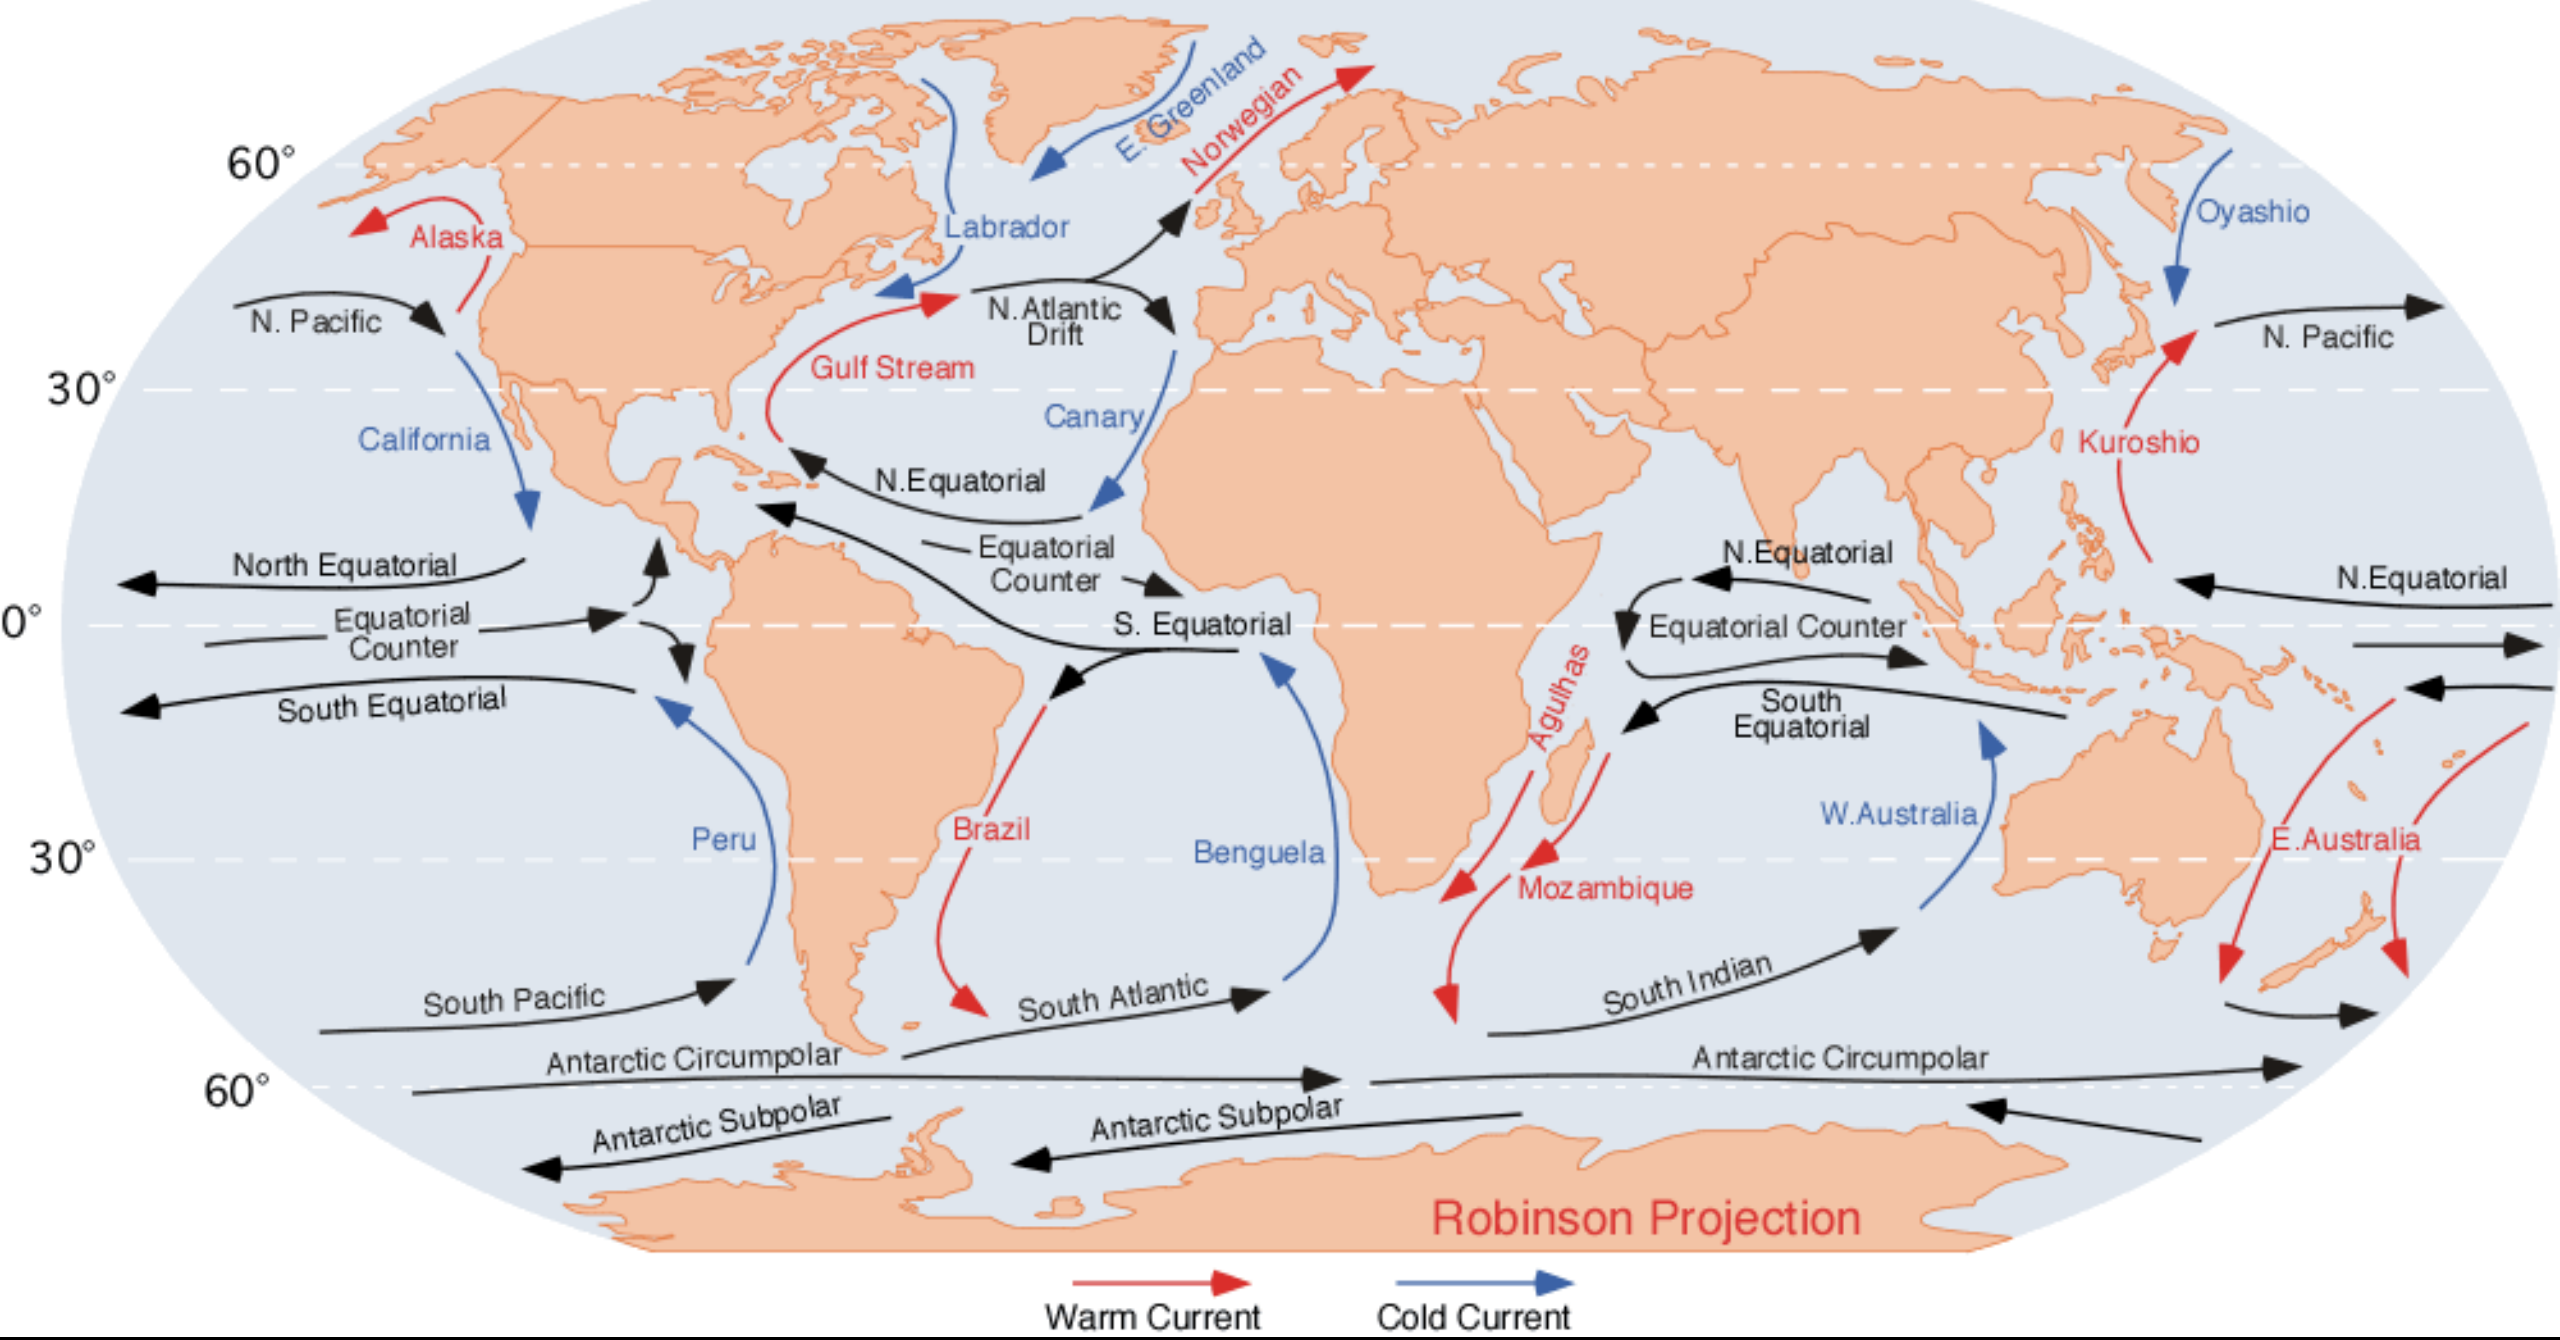 E. Greenland
Norwegian
60°
Labrador
Oyashio
Alaska
N. Pacific
N.Atlantic
Drift
N. Pacific
Gulf Stream
30°
Canary
California
Kuroshio
N.Equatorial
North Equatorial
Equatorial
Counter
N.Equatorial
N.Equatorial
0°
Equatorial
Counter
S. Equatorial
Equatorial Counter
South Equatorial
Agulhas
South
Equatorial
Peru
Brazil
Benguela
W.Australia
E.Australia
30°
Mozambique
South Pacific
South Atlantic
South Indian
Antarctic Circumpolar
Antarctic Circumpolar
60°
Antarctic Subpolar
Antarctic Subpolar
Robinson Projection
Warm Current
Cold Current